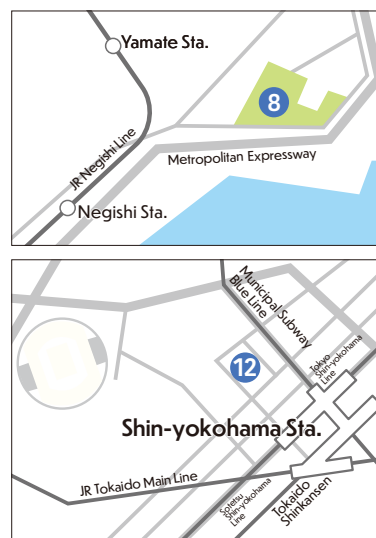 Yamate Sta.
8
JR Negishi Line
Metropolitan Expressway
Negishi Sta.
Municipal Subway
Blue Line
Tokyu
Shin-yokohama
Line
12
Shin-yokohama Sta.
JR Tokaido Main Line
Sotetsu
Shin-yokohama
Line
Tokaido
Shinkansen